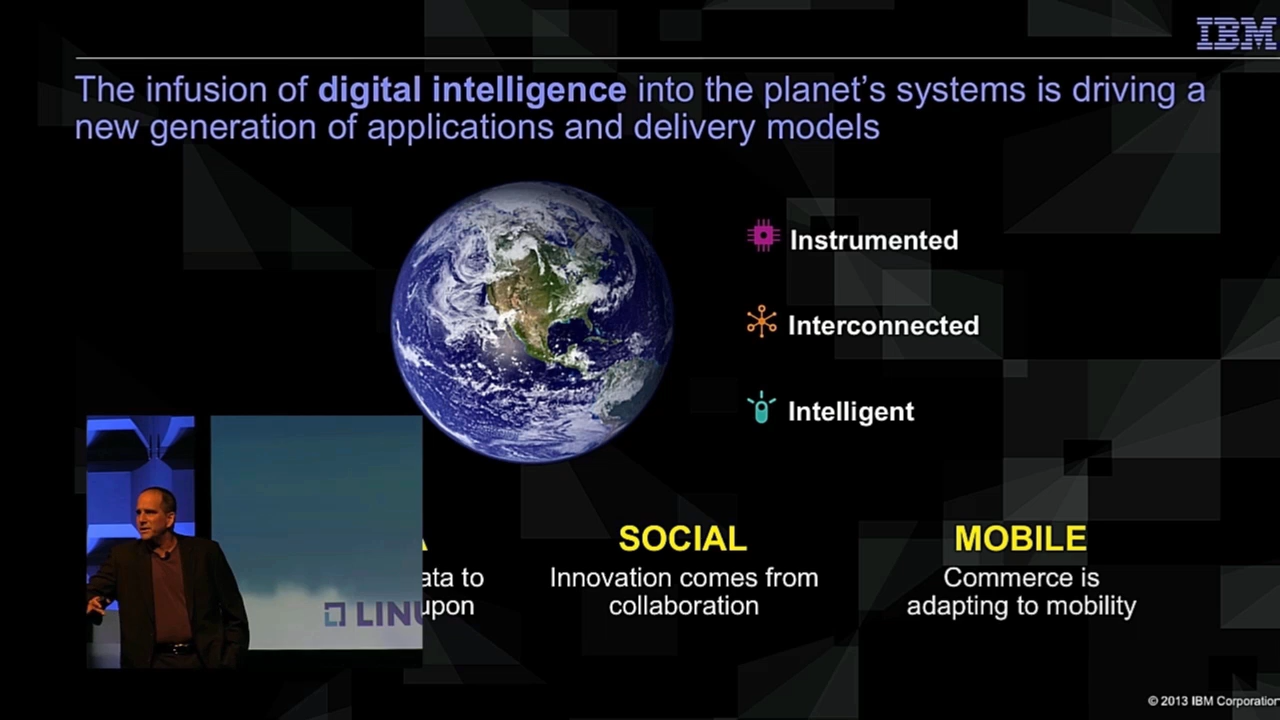 IBM
The infusion of digital intelligence into the planet's systems is driving a
new generation of applications and delivery models
Instrumented
Interconnected
Intelligent
SOCIAL
MOBILE
to
Innovation comes from
Commerce is
upon
collaboration
adapting to mobility
© 2013 IBM Corporation